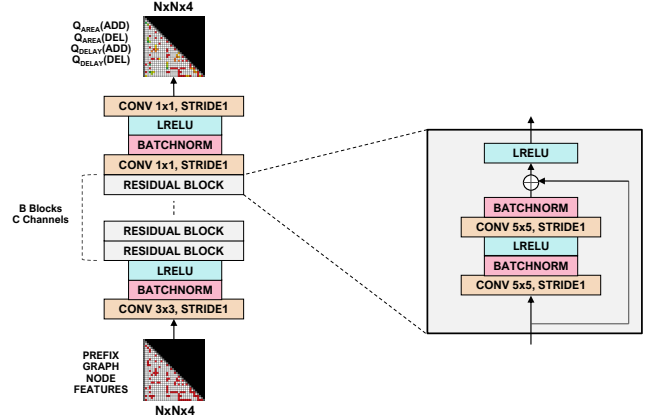 NxNx4
QAREA(ADD)
QAREA(DEL)
QDELAY(ADD)
QDELAY(DEL)
CONV 1x1, STRIDE1
LRELU
BATCHNORM
CONV 1x1, STRIDE1
RESIDUAL BLOCK
B Blocks
C Channels
RESIDUAL BLOCK
RESIDUAL BLOCK
LRELU
BATCHNORM
CONV 3x3, STRIDE1
PREFIX
GRAPH
NODE
FEATURES
NxNx4
LRELU
BATCHNORM
CONV 5x5, STRIDE1
LRELU
BATCHNORM
CONV 5x5, STRIDE1